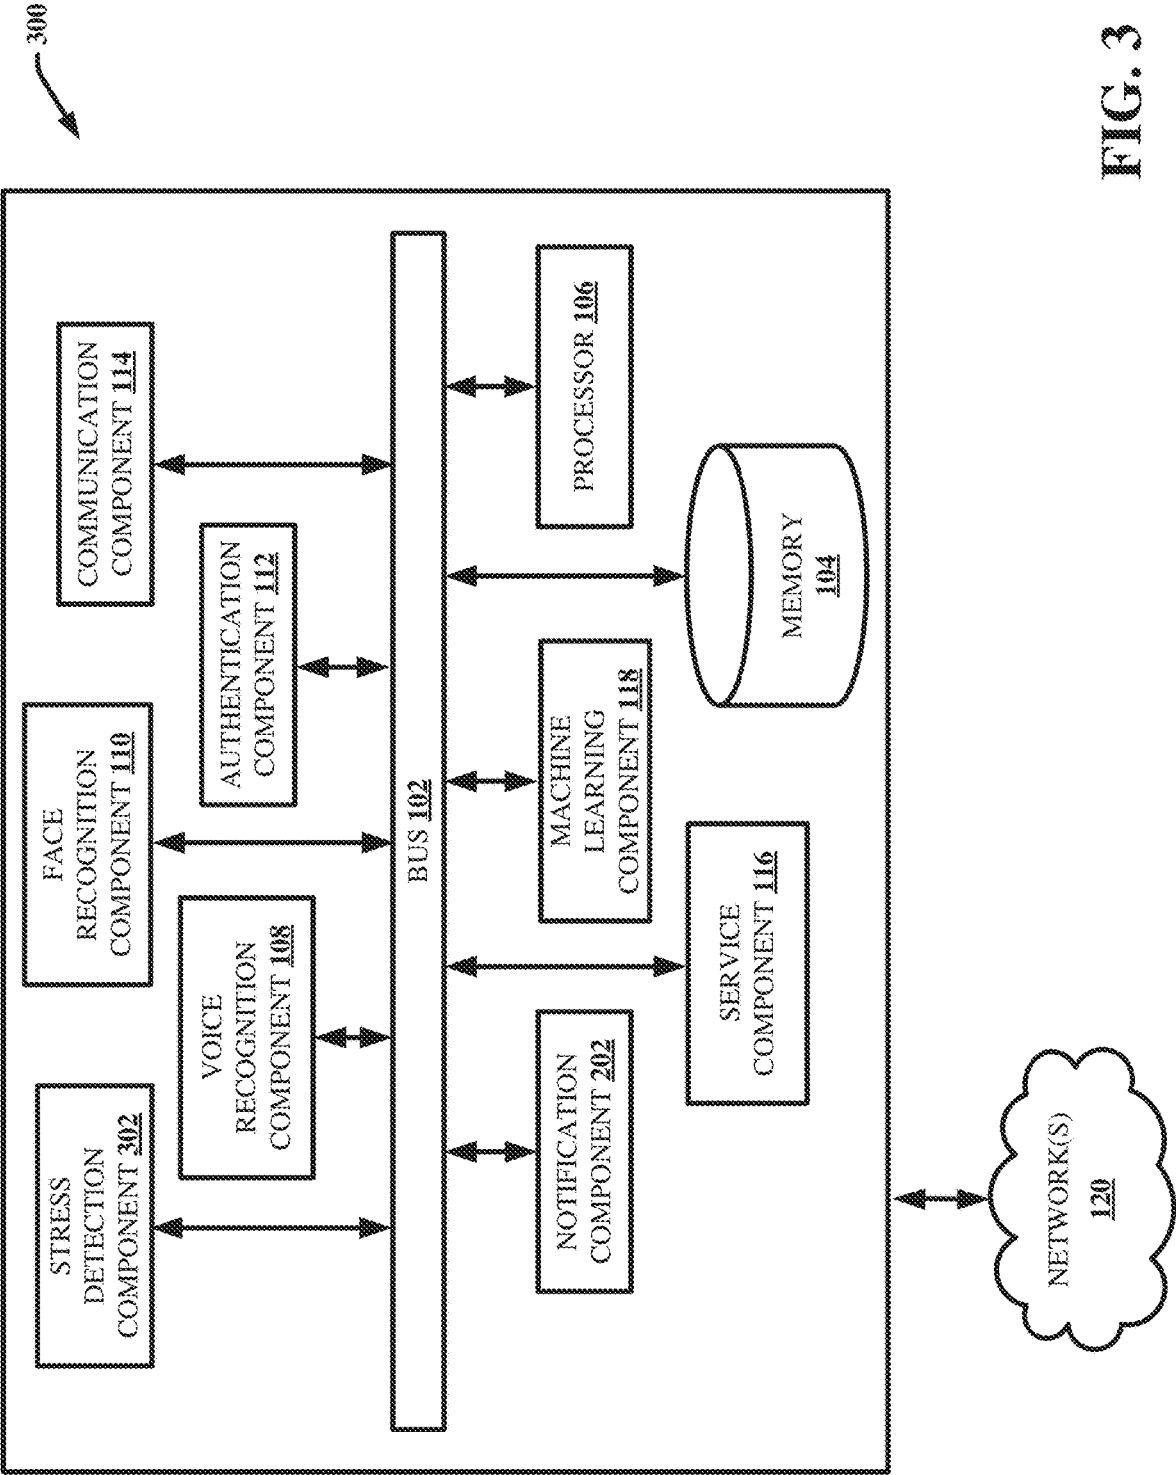 300
STRESS
DETECTION
COMPONENT 302
FACE
RECOGNITION
COMPONENT 110
COMMUNICATION
COMPONENT 114
VOICE
RECOGNITION
COMPONENT 108
AUTHENTICATION
COMPONENT 112
BUS 102
NOTIFICATION
COMPONENT 202
MACHINE
LEARNING
COMPONENT 118
PROCESSOR 106
SERVICE
COMPONENT 116
MEMORY
104
NETWORK(S)
120
FIG. 3